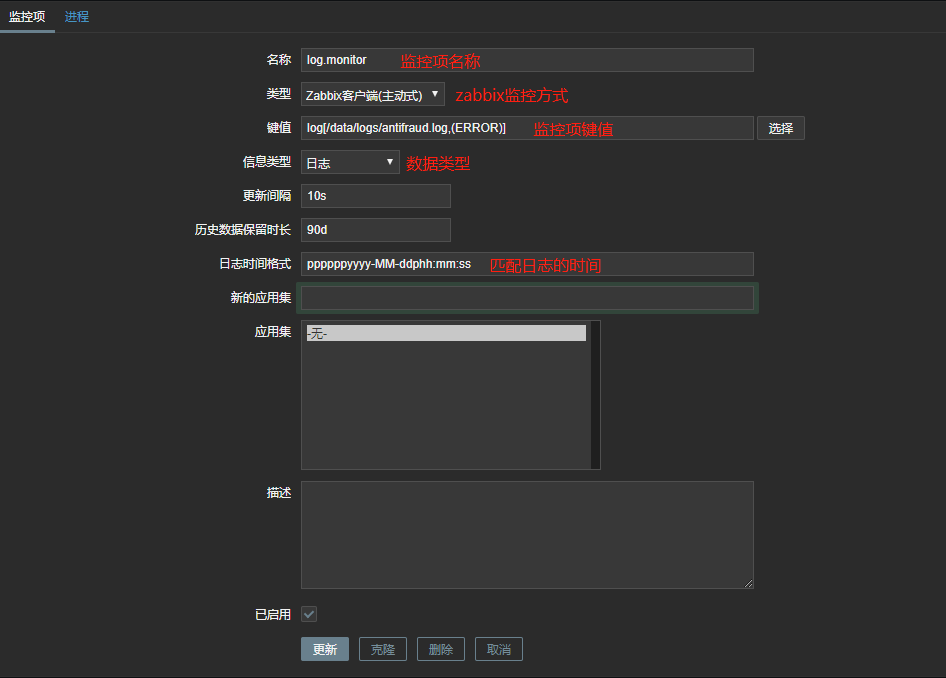 监控项 进程
名称 log.monitor 监控项名称
类型 Zabbix客户端(主动式) zabbix监控方式
键值 log[/data/logs/antifraud.log,(ERROR)] 监控项键值 选择
信息类型 日志 数据类型
更新间隔 10s
历史数据保留时长 90d
日志时间格式 ppppppyyyy-MM-ddphh:mm:ss 匹配日志的时间
新的应用集
应用集 -无-
描述
已启用
更新 克隆 删除 取消